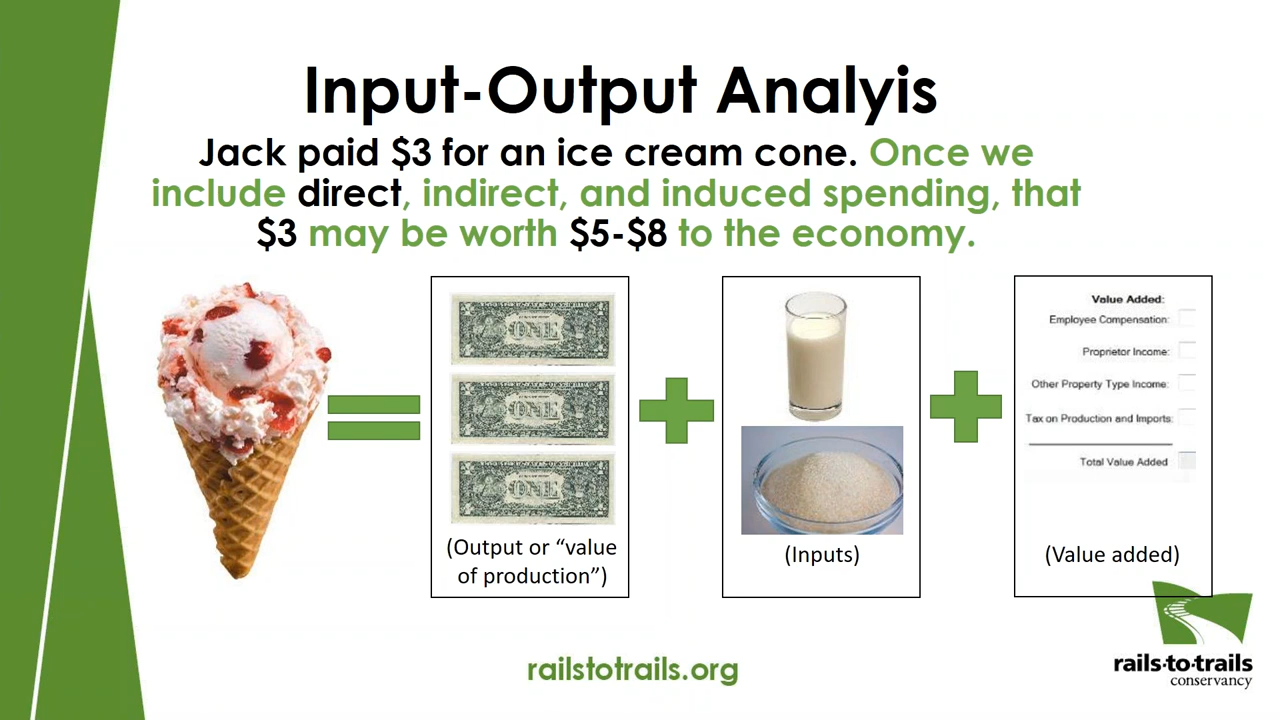 Input-Output Analyis
Jack paid $3 for an ice cream cone. Once we
include direct, indirect, and induced spending, that
$3 may be worth $5-$8 to the economy.
ONE
ONE
ONE
(Output or “value
of production”)
(Inputs)
Value Added:
Employee Compensation:
Proprietor Income:
Other Property Type Income:
Tax on Production and Imports:
Total Value Added
(Value added)
railstotrails.org
rails·to·trails
conservancy